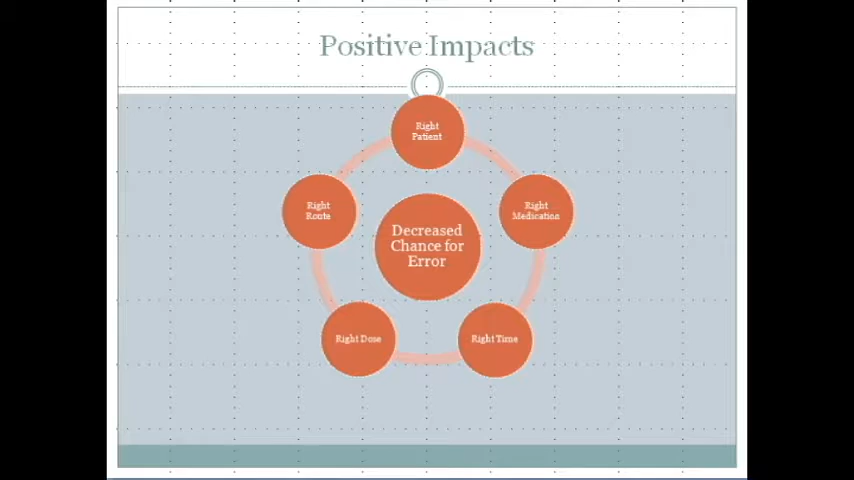 Positive Impacts
Right
Patient
Right
Route
Right
Medication
Decreased
Chance for
Error
Right Dose
Right Time